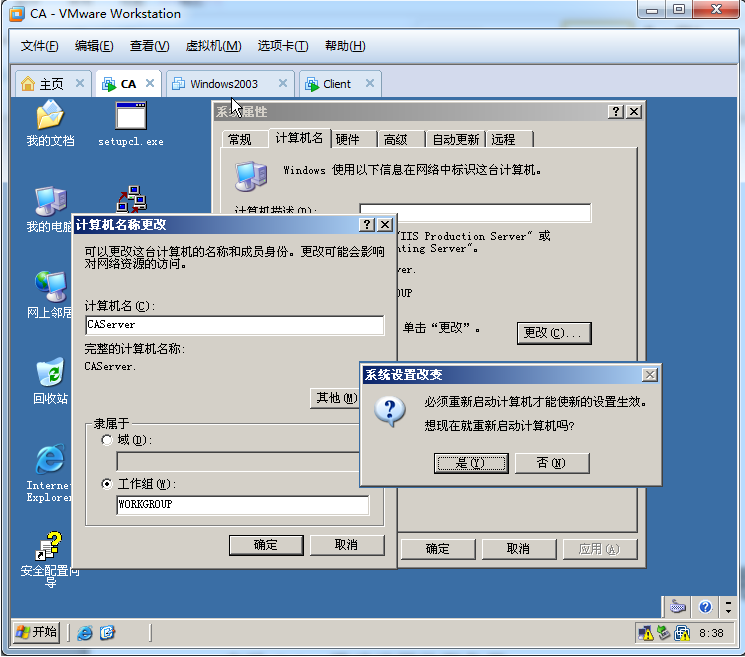 CA - VMware Workstation
文件(F) 编辑(E) 查看(V) 虚拟机(M) 选项卡(T) 帮助(H)
主页 CA Windows2003 Client
我的文档
setupcl.exe
我的电脑
网上邻居
回收站
Internet
Explorer
安全配置向
导
系统属性
常规 计算机名 硬件 高级 自动更新 远程
Windows 使用以下信息在网络中标识这台计算机。
计算机描述(D):
"IIS Production Server" 或
nting Server"。
ver.
OUP
单击“更改”。
更改(C)...
确定 取消 应用(A)
计算机名称更改
可以更改这台计算机的名称和成员身份。更改可能会影响
对网络资源的访问。
计算机名(C):
CAServer
完整的计算机名称:
CAServer.
其他(M)
隶属于
域(D):
工作组(W):
WORKGROUP
确定 取消
系统设置改变
必须重新启动计算机才能使新的设置生效。
想现在就重新启动计算机吗?
是(Y) 否(N)
开始
8:38